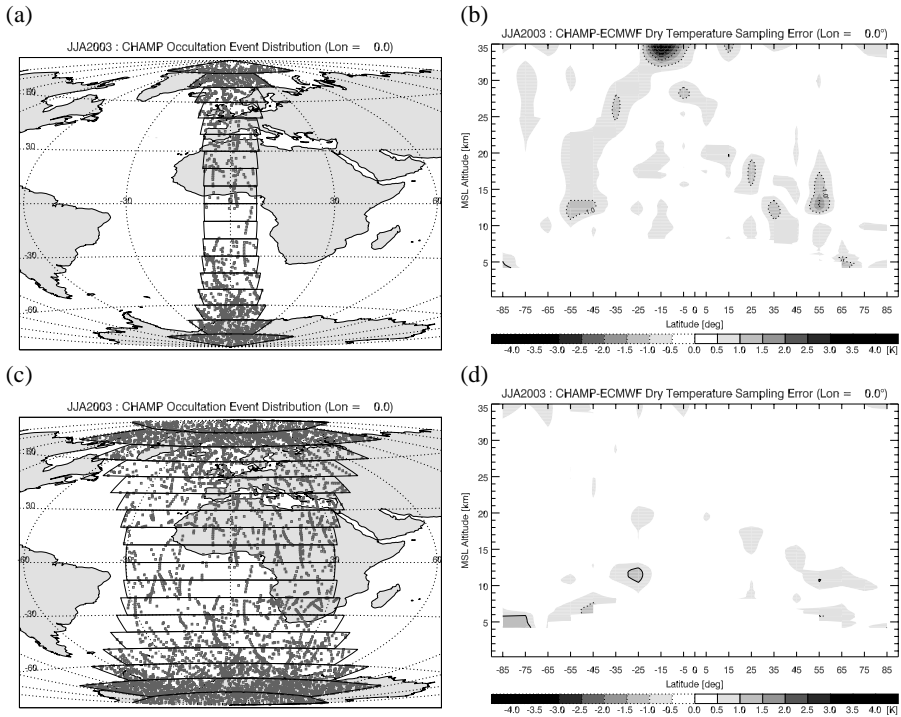 (a)
JJA2003 : CHAMP Occultation Event Distribution (Lon = 0.0)
60
30
-30 0 30 60
-30
-60
(b)
JJA2003 : CHAMP-ECMWF Dry Temperature Sampling Error (Lon = 0.0°)
MSL Altitude [km]
35
30
25
20
15
10
5
-85 -75 -65 -55 -45 -35 -25 -15 -5 0 5 15 25 35 45 55 65 75 85
Latitude [deg]
-4.0 -3.5 -3.0 -2.5 -2.0 -1.5 -1.0 -0.5 0.0 0.5 1.0 1.5 2.0 2.5 3.0 3.5 4.0 [K]
(c)
JJA2003 : CHAMP Occultation Event Distribution (Lon = 0.0)
60
30
-30 0 30 60
-30
-60
(d)
JJA2003 : CHAMP-ECMWF Dry Temperature Sampling Error (Lon = 0.0°)
MSL Altitude [km]
35
30
25
20
15
10
5
-85 -75 -65 -55 -45 -35 -25 -15 -5 0 5 15 25 35 45 55 65 75 85
Latitude [deg]
-4.0 -3.5 -3.0 -2.5 -2.0 -1.5 -1.0 -0.5 0.0 0.5 1.0 1.5 2.0 2.5 3.0 3.5 4.0 [K]